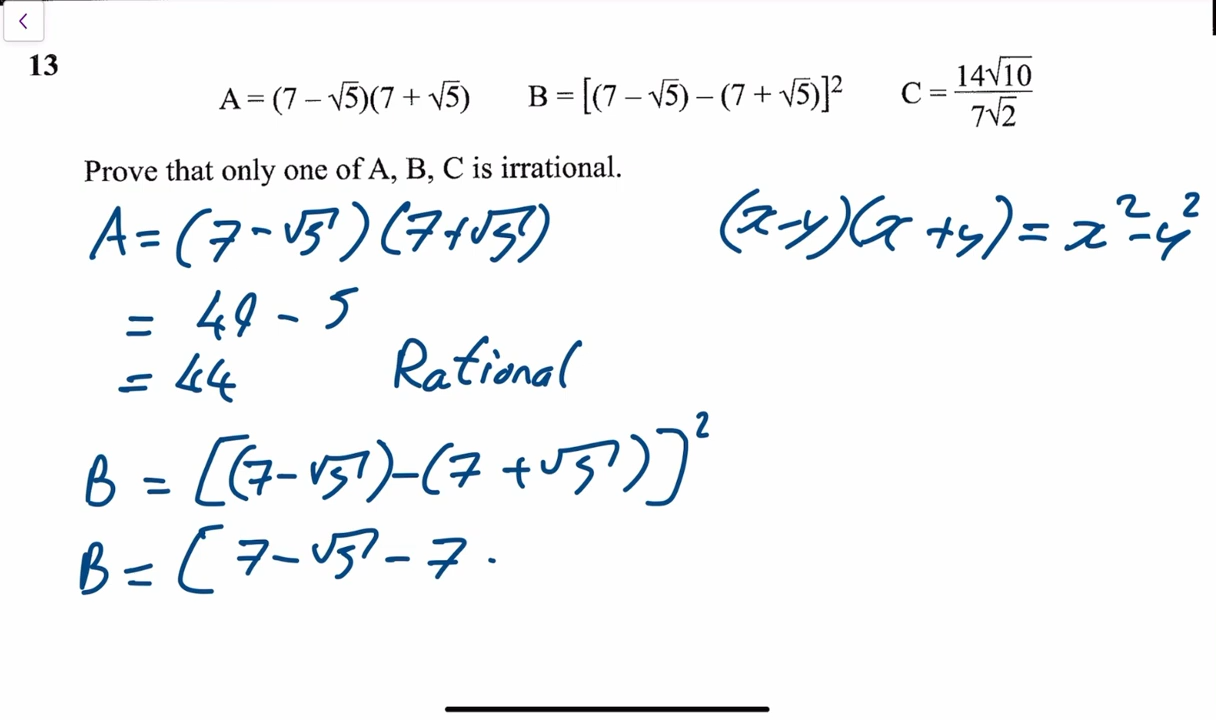 13
A = (7 – √5)(7 + √5) B = [(7 – √5) – (7 + √5)]² C = 14√10 / 7√2
Prove that only one of A, B, C is irrational.
A = (7 - √5)(7 + √5) (x-y)(x+y) = x² - y²
= 49 - 5
= 44 Rational
B = [(7-√5)-(7+√5)]²
B = [7-√5-7